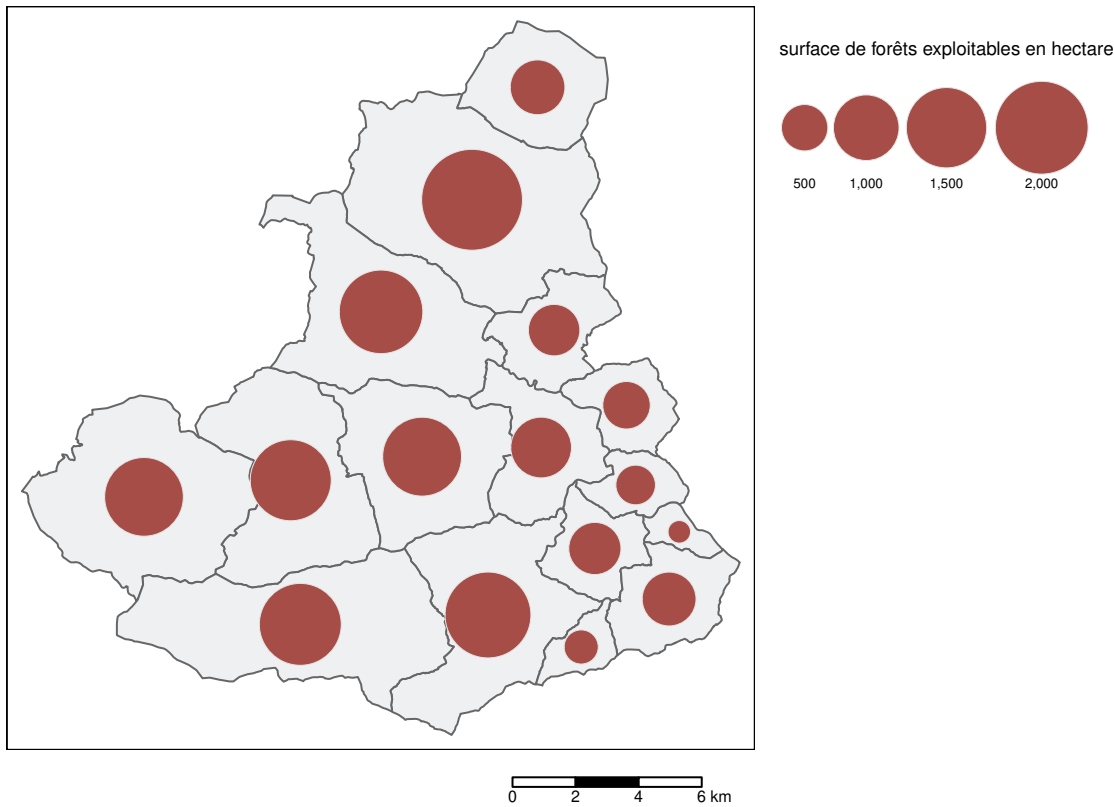 surface de forêts exploitables en hectare
500 1,000 1,500 2,000
0 2 4 6 km